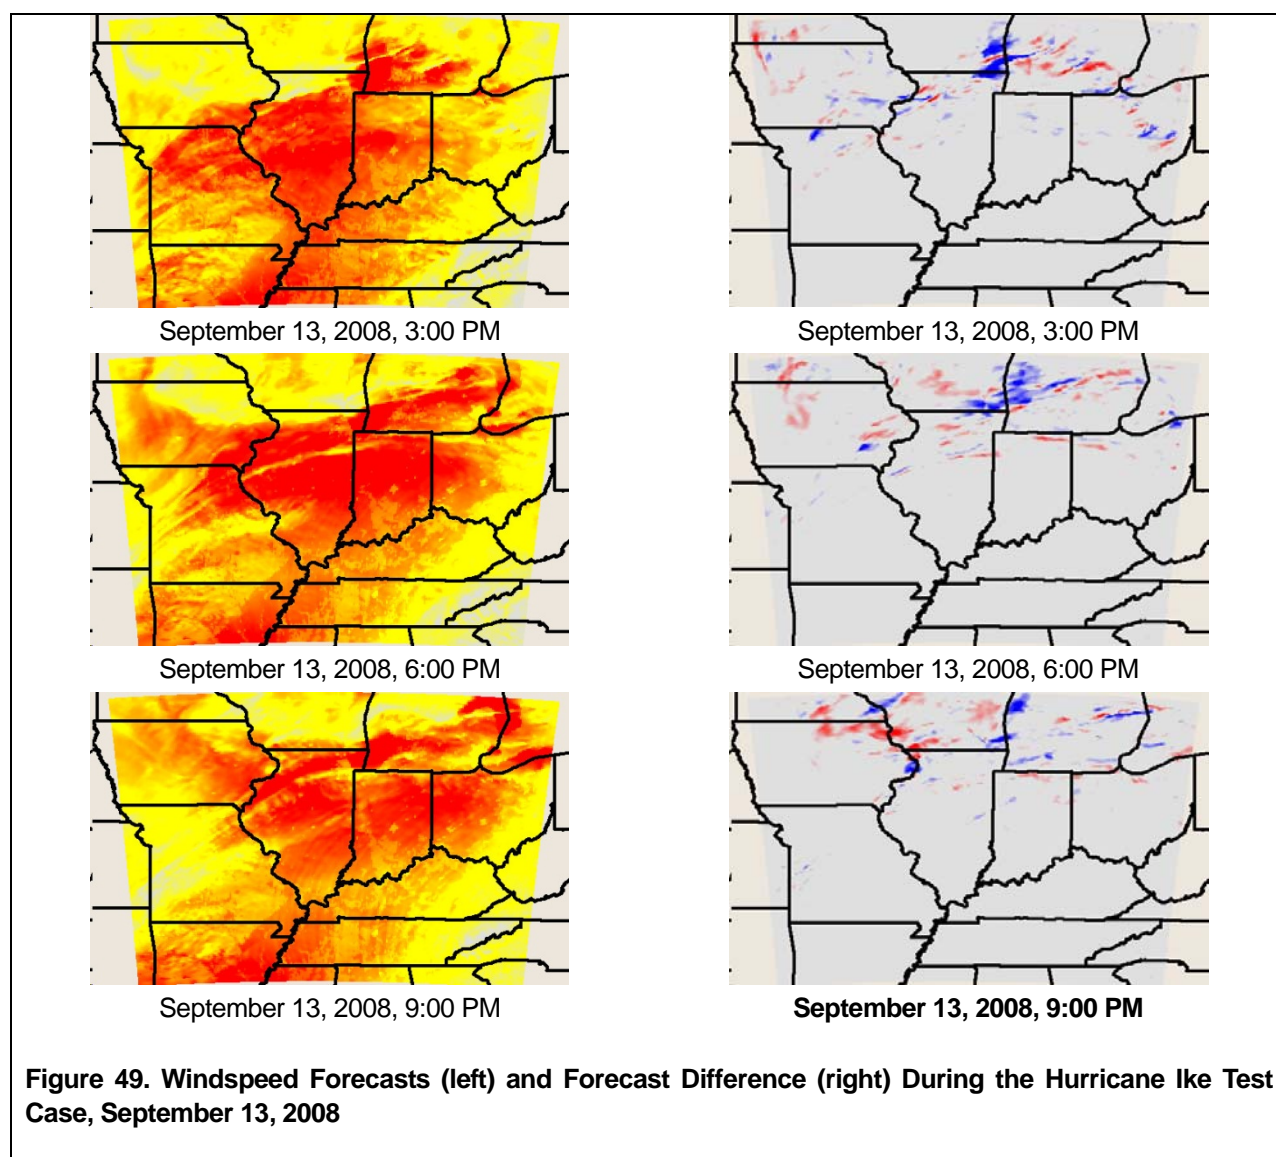 September 13, 2008, 3:00 PM
September 13, 2008, 3:00 PM
September 13, 2008, 6:00 PM
September 13, 2008, 6:00 PM
September 13, 2008, 9:00 PM
September 13, 2008, 9:00 PM
Figure 49. Windspeed Forecasts (left) and Forecast Difference (right) During the Hurricane Ike Test
Case, September 13, 2008